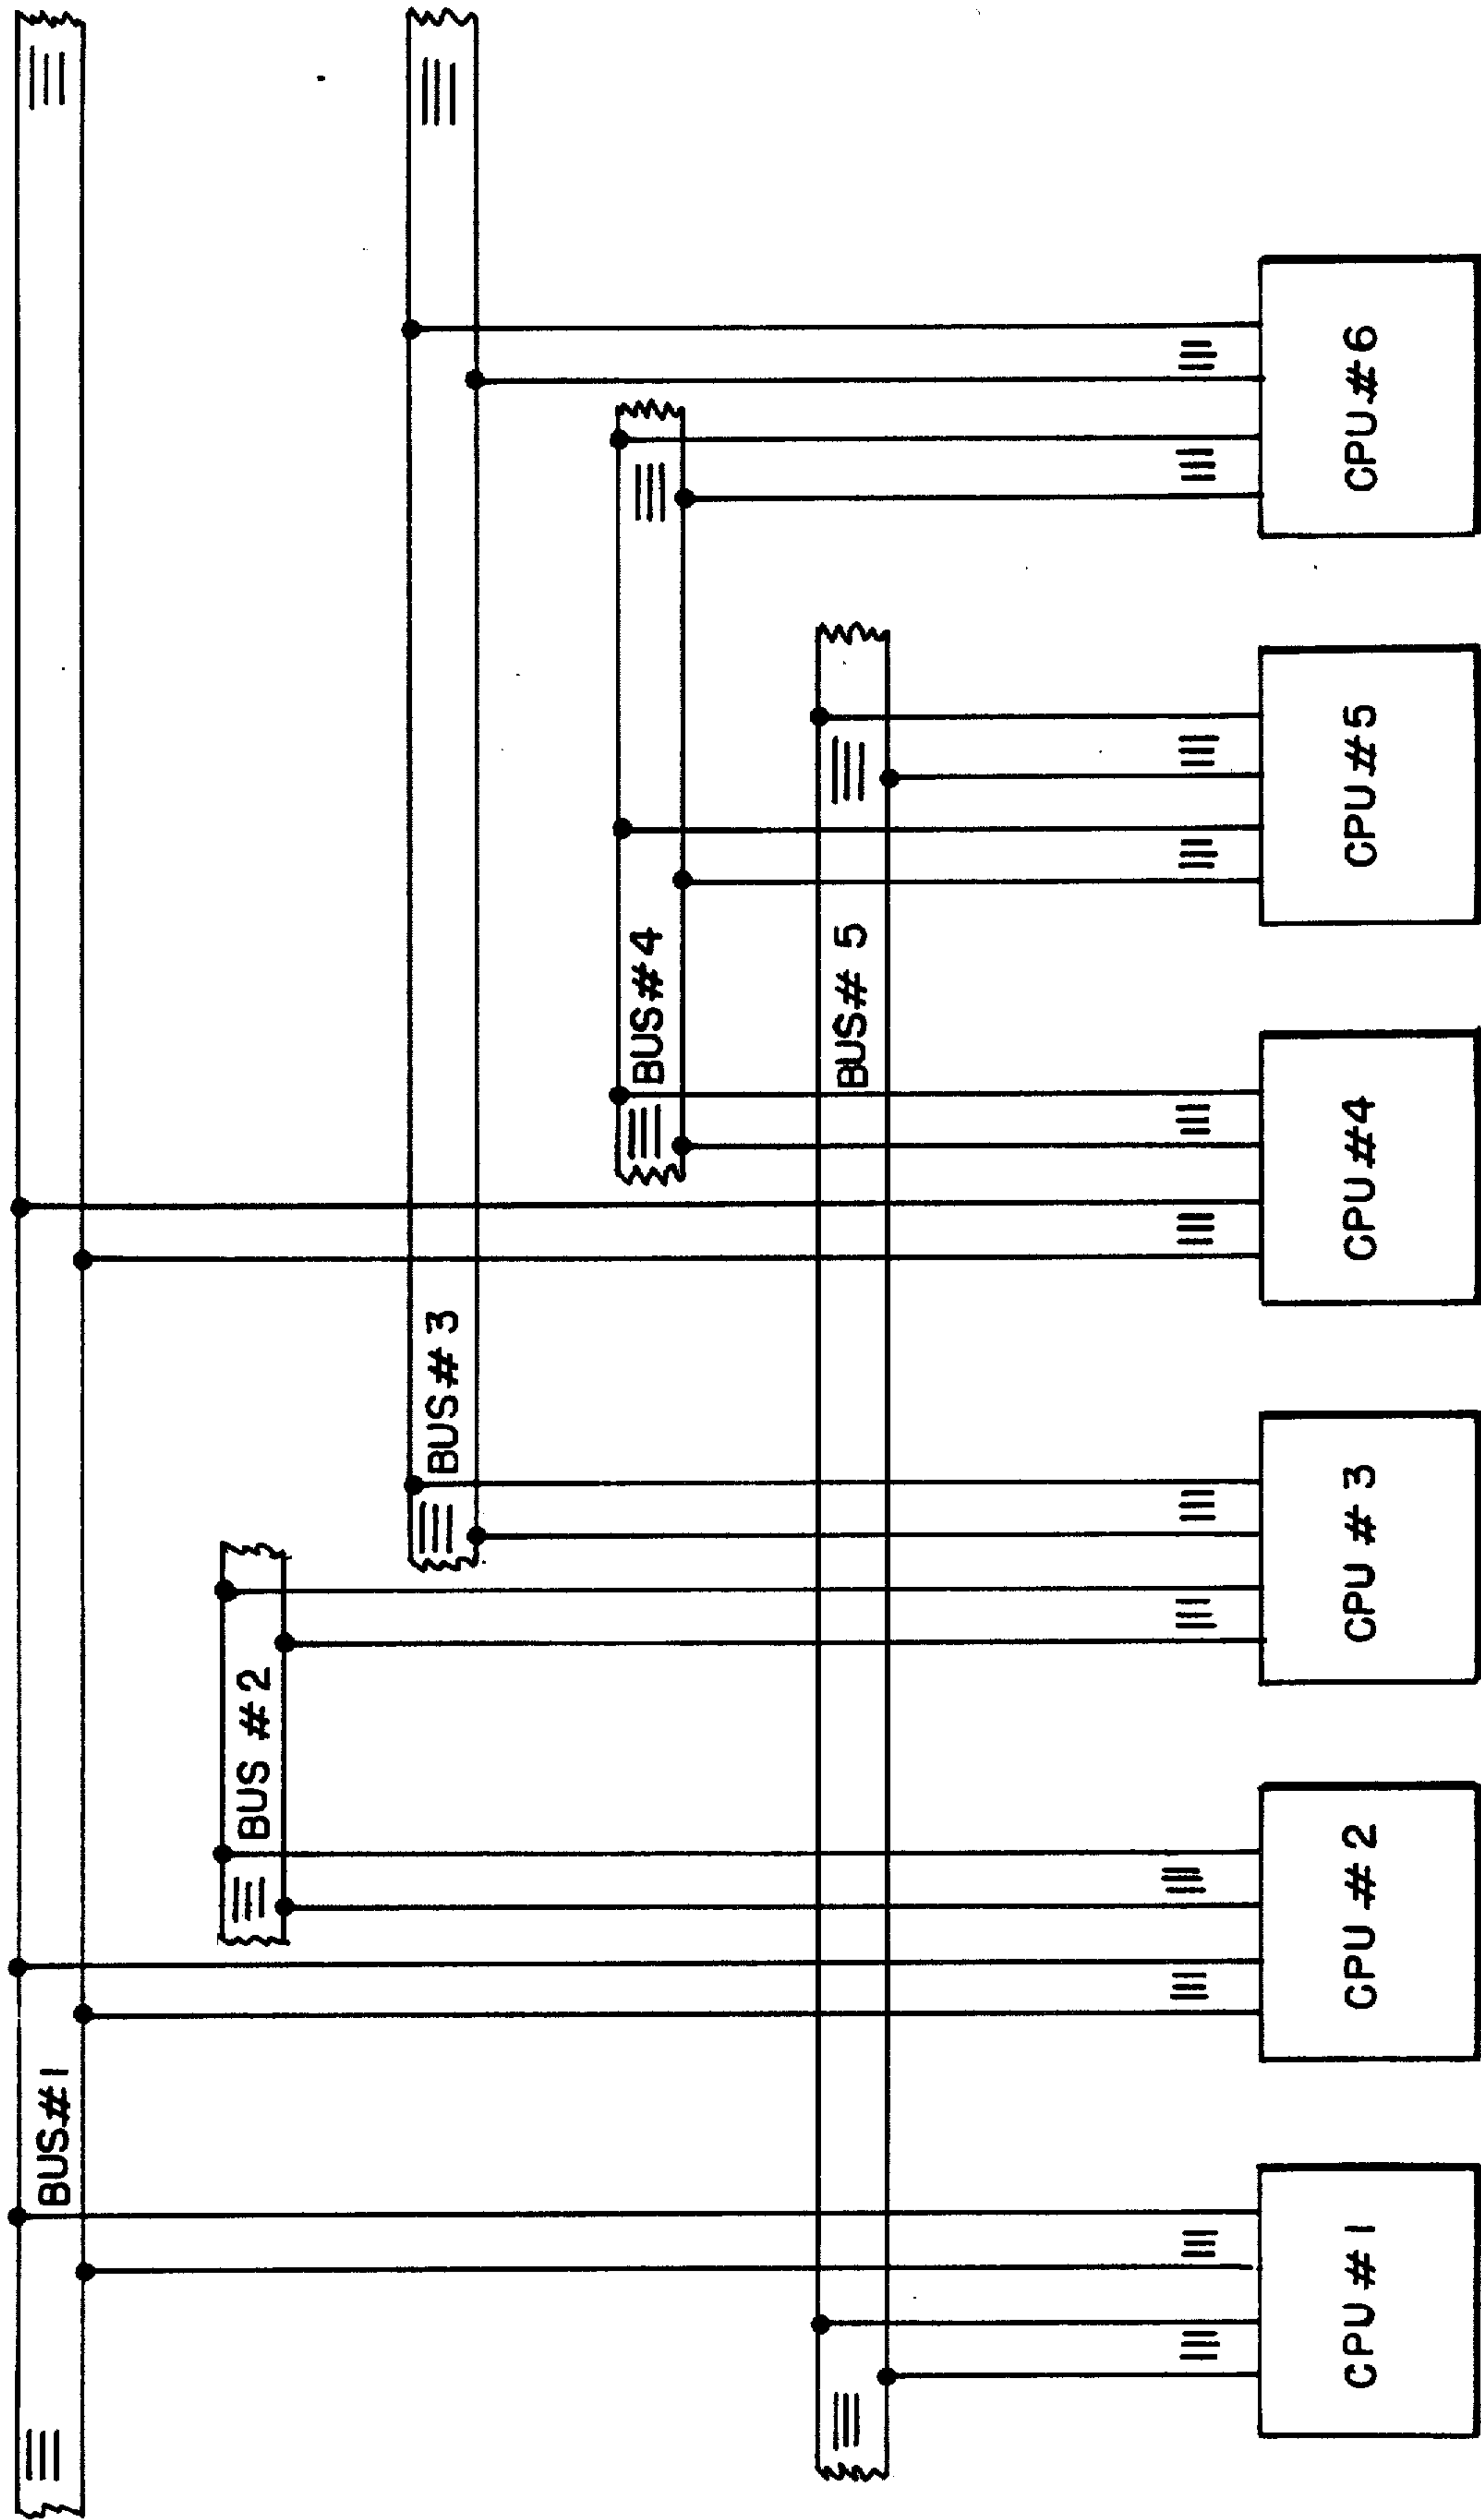 BUS#1
BUS #2
BUS# 3
BUS#4
BUS# 5
CPU #1
CPU #2
CPU # 3
CPU #4
CPU #5
CPU #6